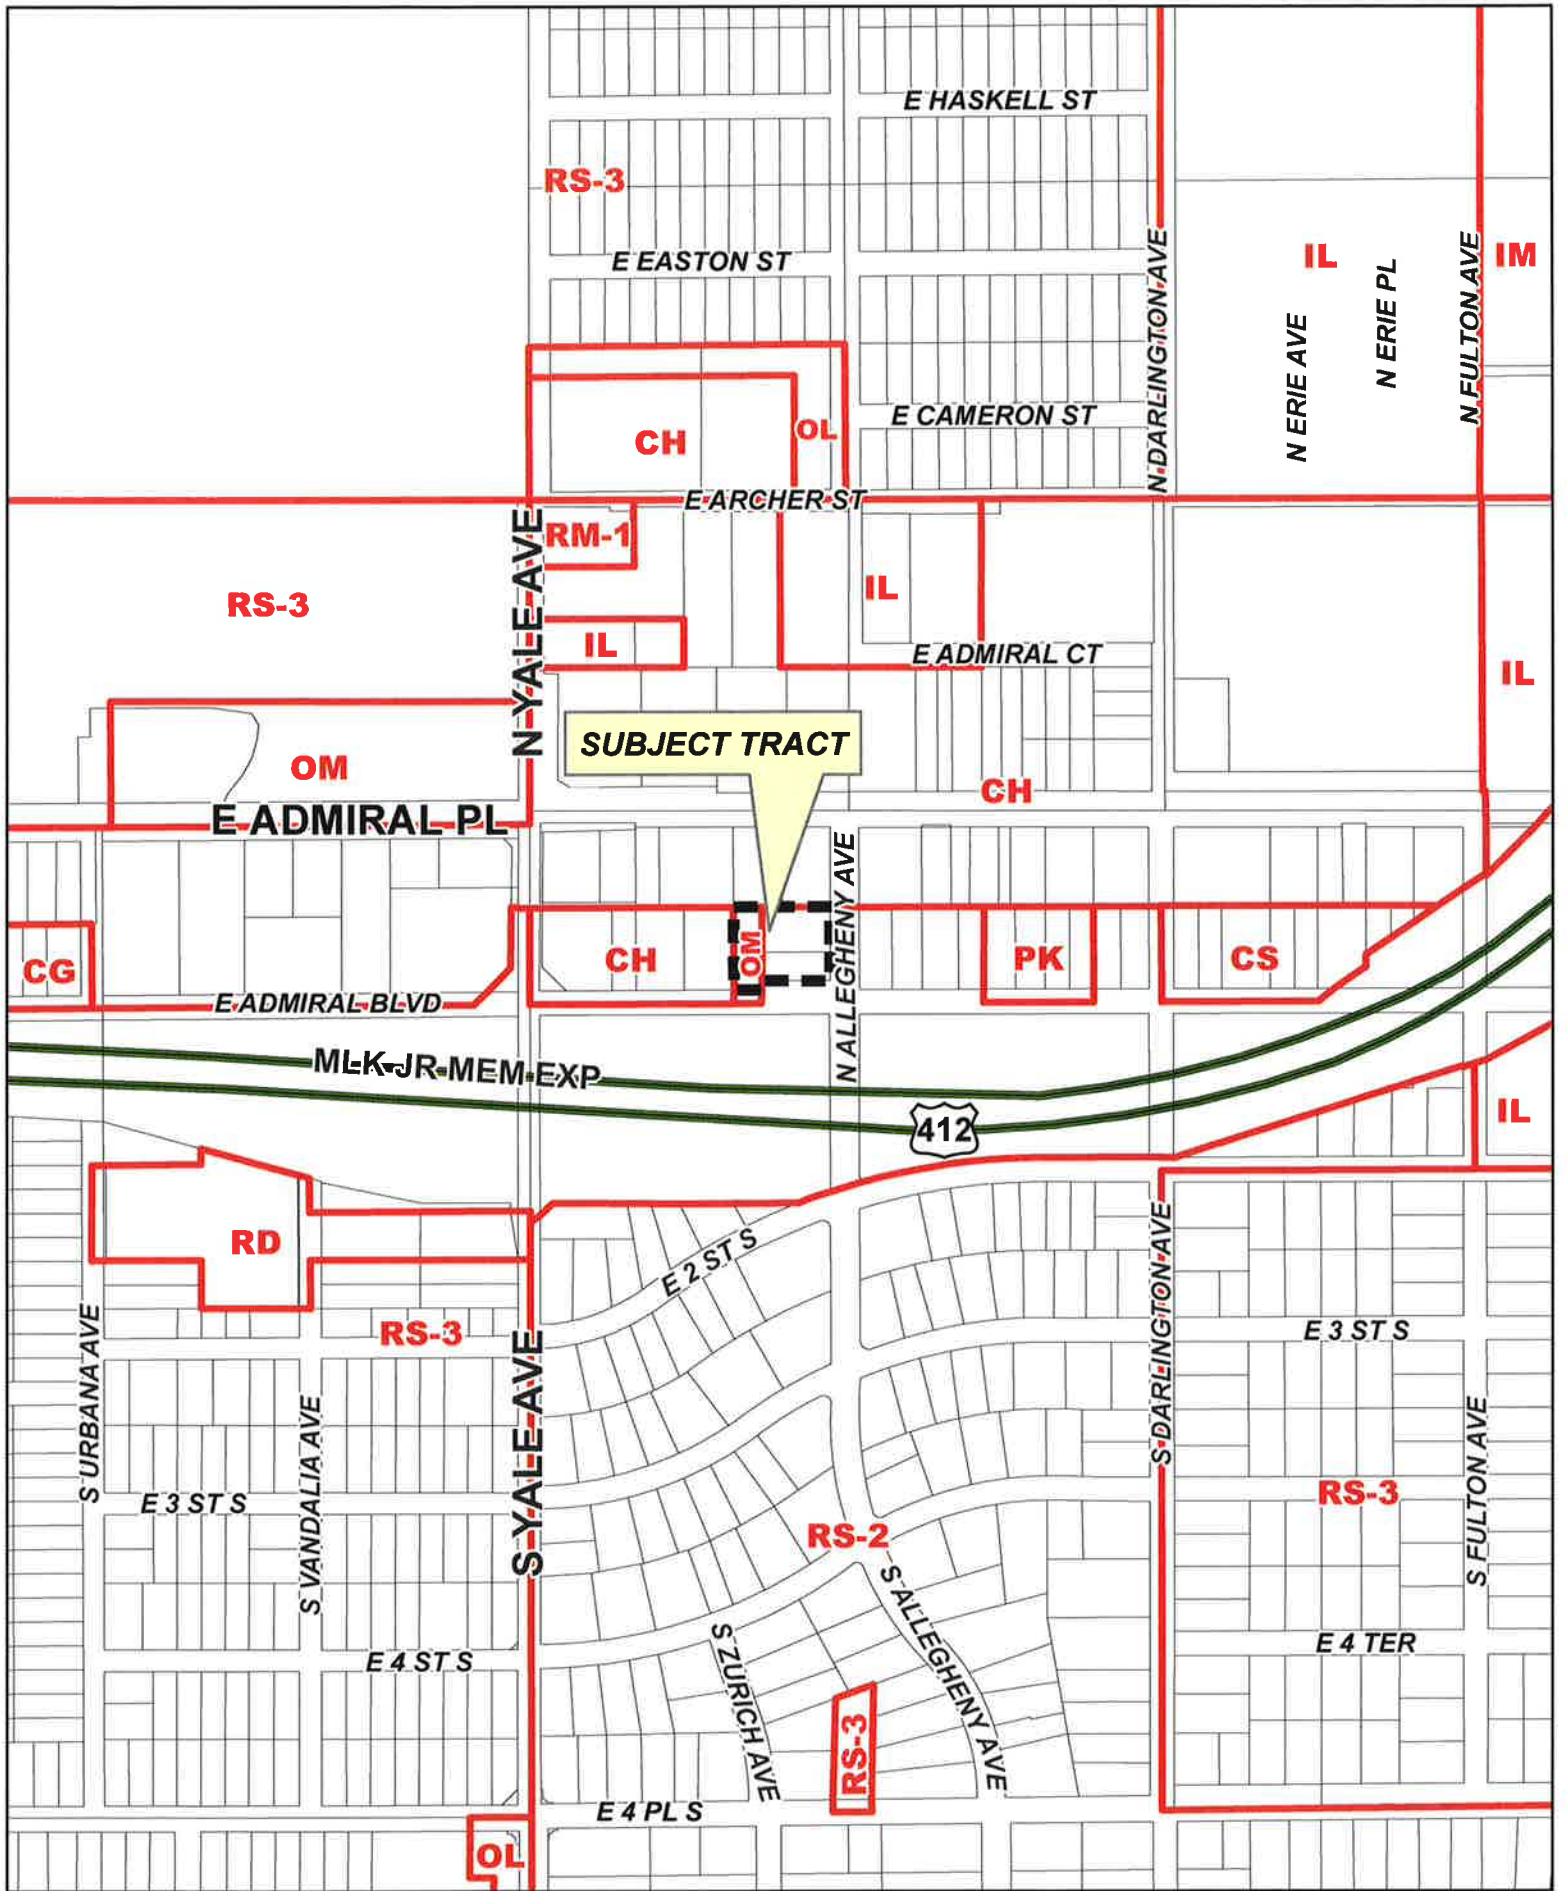 E HASKELL ST
RS-3
E EASTON ST
N DARLINGTON AVE
IL
N ERIE AVE
N ERIE PL
N FULTON AVE
IM
CH
OL
E CAMERON ST
E ARCHER ST
N YALE AVE
RM-1
RS-3
IL
IL
E ADMIRAL CT
IL
SUBJECT TRACT
OM
CH
E ADMIRAL PL
N ALLEGHENY AVE
CG
CH
OM
PK
CS
E ADMIRAL BLVD
MLK JR MEM EXP
412
IL
RD
E 2 ST S
S URBANA AVE
RS-3
S YALE AVE
S DARLINGTON AVE
E 3 ST S
S VANDALIA AVE
S FULTON AVE
E 3 ST S
RS-3
RS-2
S ALLEGHENY AVE
E 4 ST S
S ZURICH AVE
E 4 TER
RS-3
E 4 PL S
OL